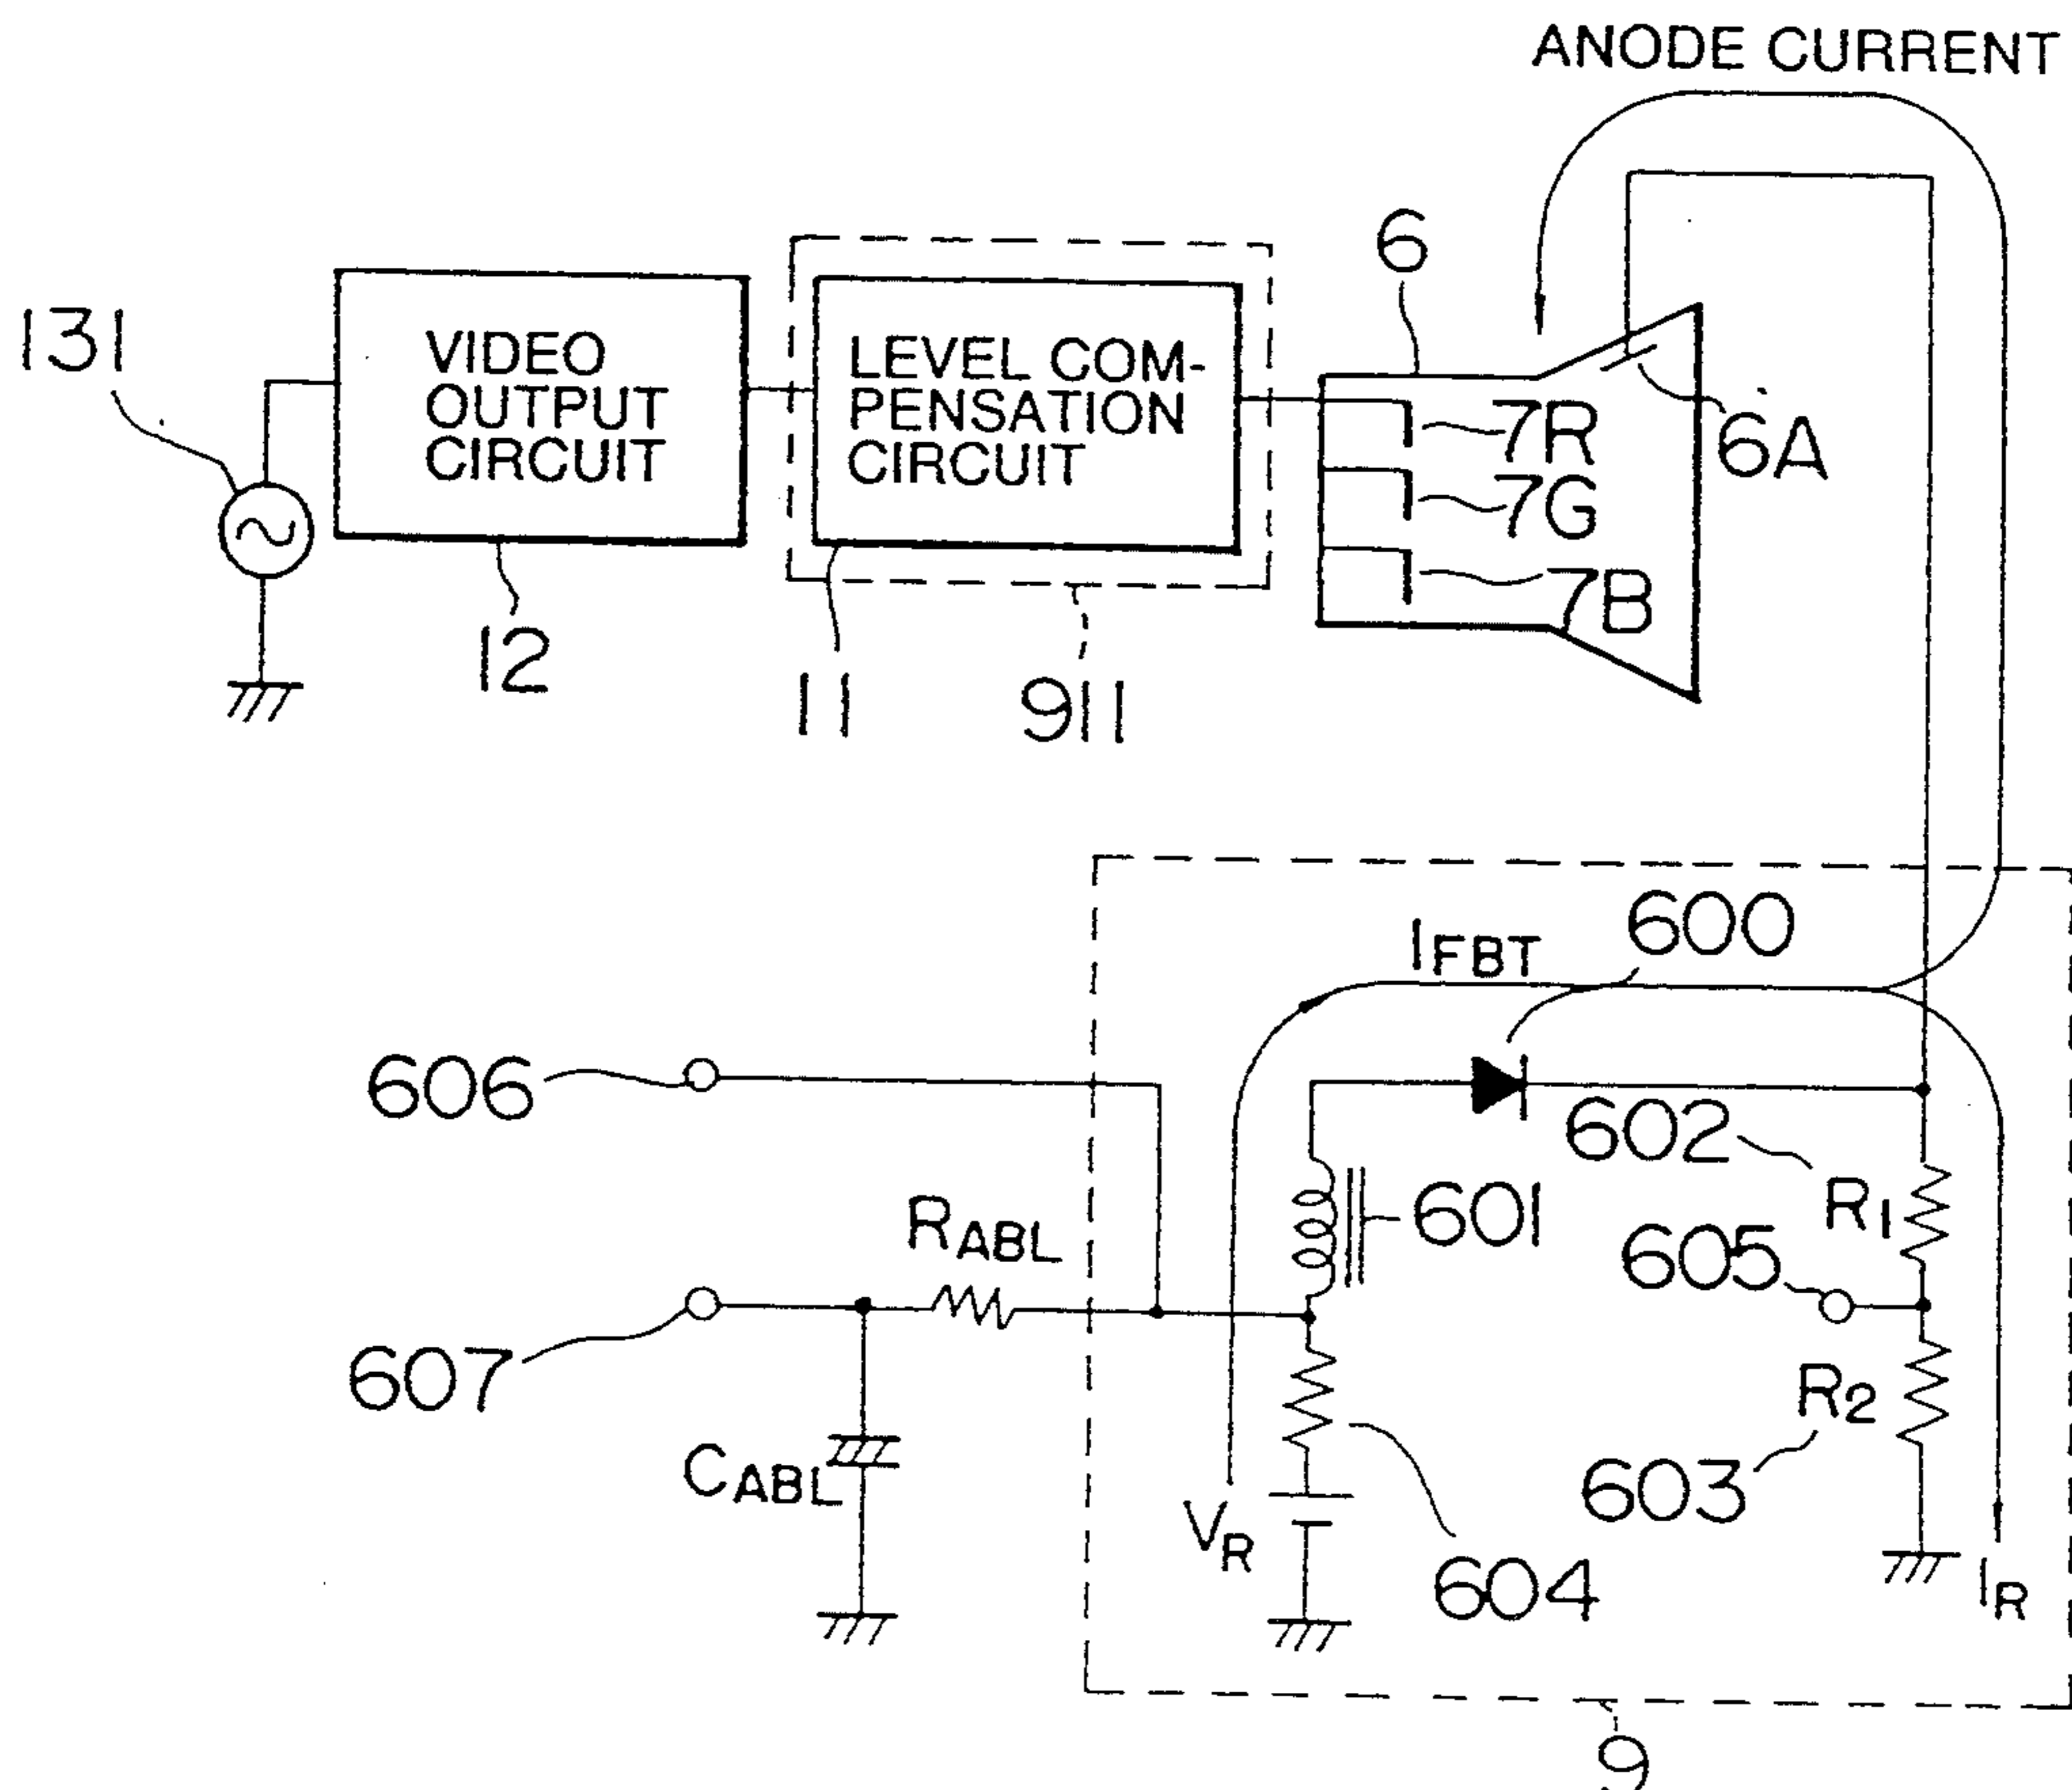 ANODE CURRENT
131
VIDEO
OUTPUT
CIRCUIT
12
LEVEL COM-
PENSATION
CIRCUIT
11
911
6
7R
7G
7B
6A
IFBT
600
606
602
601
R1
605
RABL
607
R2
CABL
603
VR
604
IR
9